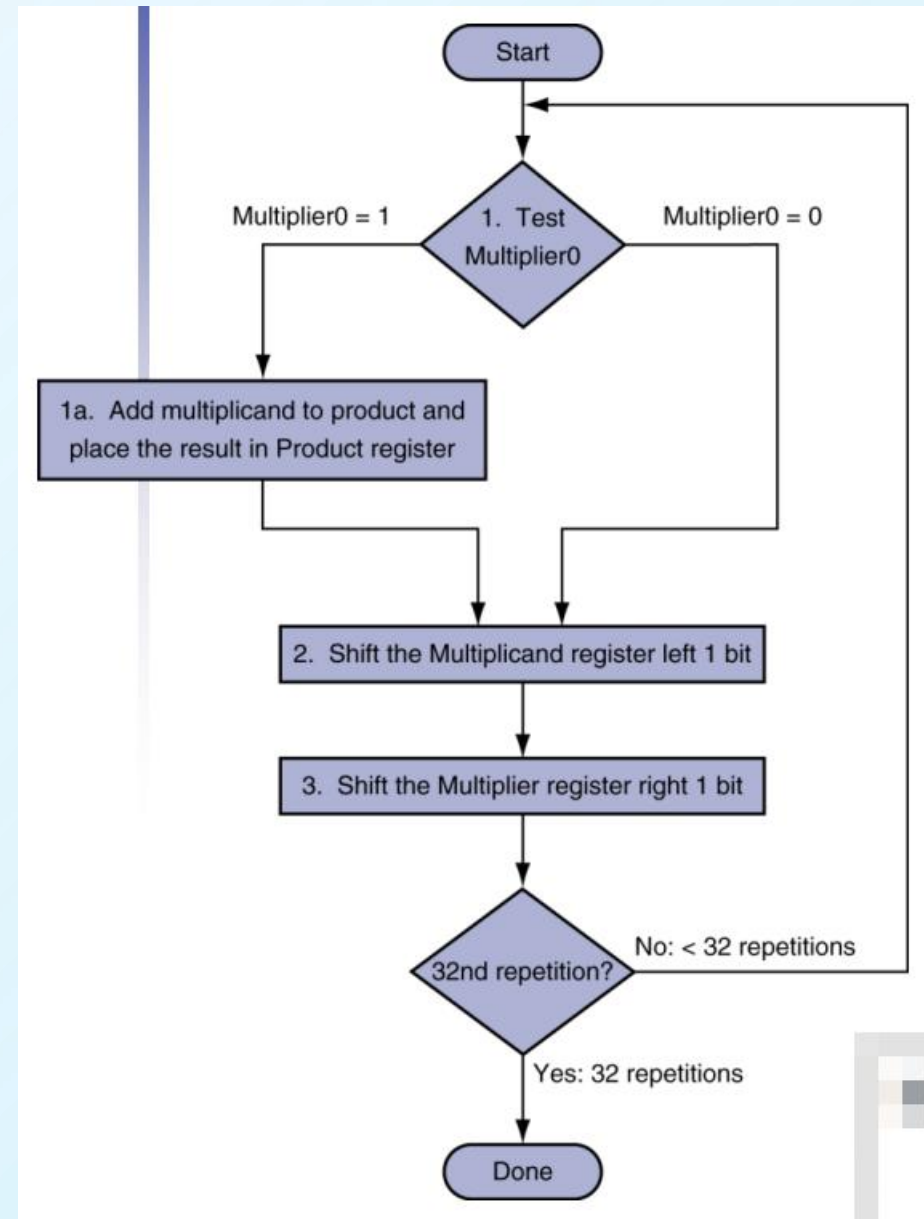 Start
Multiplier0 = 1
1. Test
Multiplier0
Multiplier0 = 0
1a. Add multiplicand to product and
place the result in Product register
2. Shift the Multiplicand register left 1 bit
3. Shift the Multiplier register right 1 bit
32nd repetition?
No: < 32 repetitions
Yes: 32 repetitions
Done